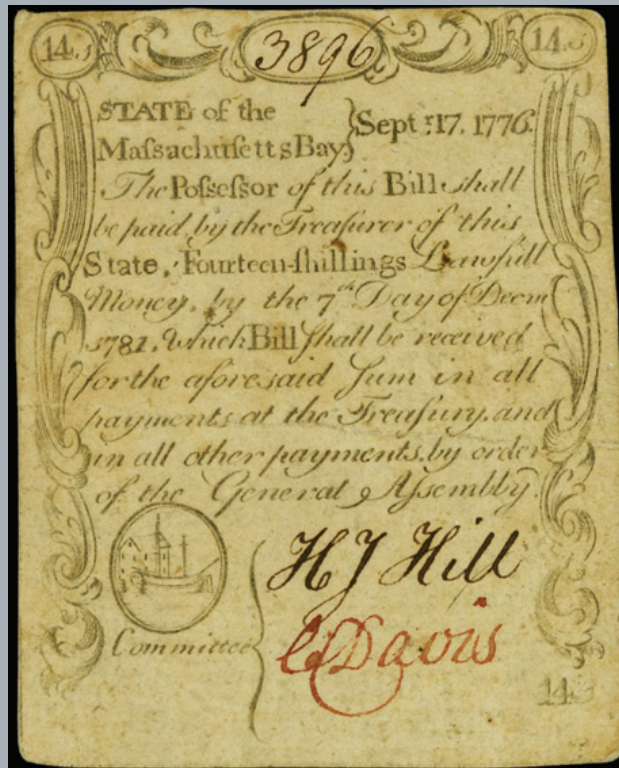 14.s 3896 14.s
STATE of the
Maſsachuſetts Bay. } Sept.r 17. 1776.
The Poſseſsor of this Bill ſhall
be paid, by the Treaſurer of this
State, Fourteen-ſhillings Lawfull
Money, by the 7th Day of Decem
1781. Which Bill ſhall be received
for the aforesaid Sum in all
payments at the Treaſury, and
in all other payments, by order
of the General Aſsembly.
H J Hill
Committee { C Davis
14.s